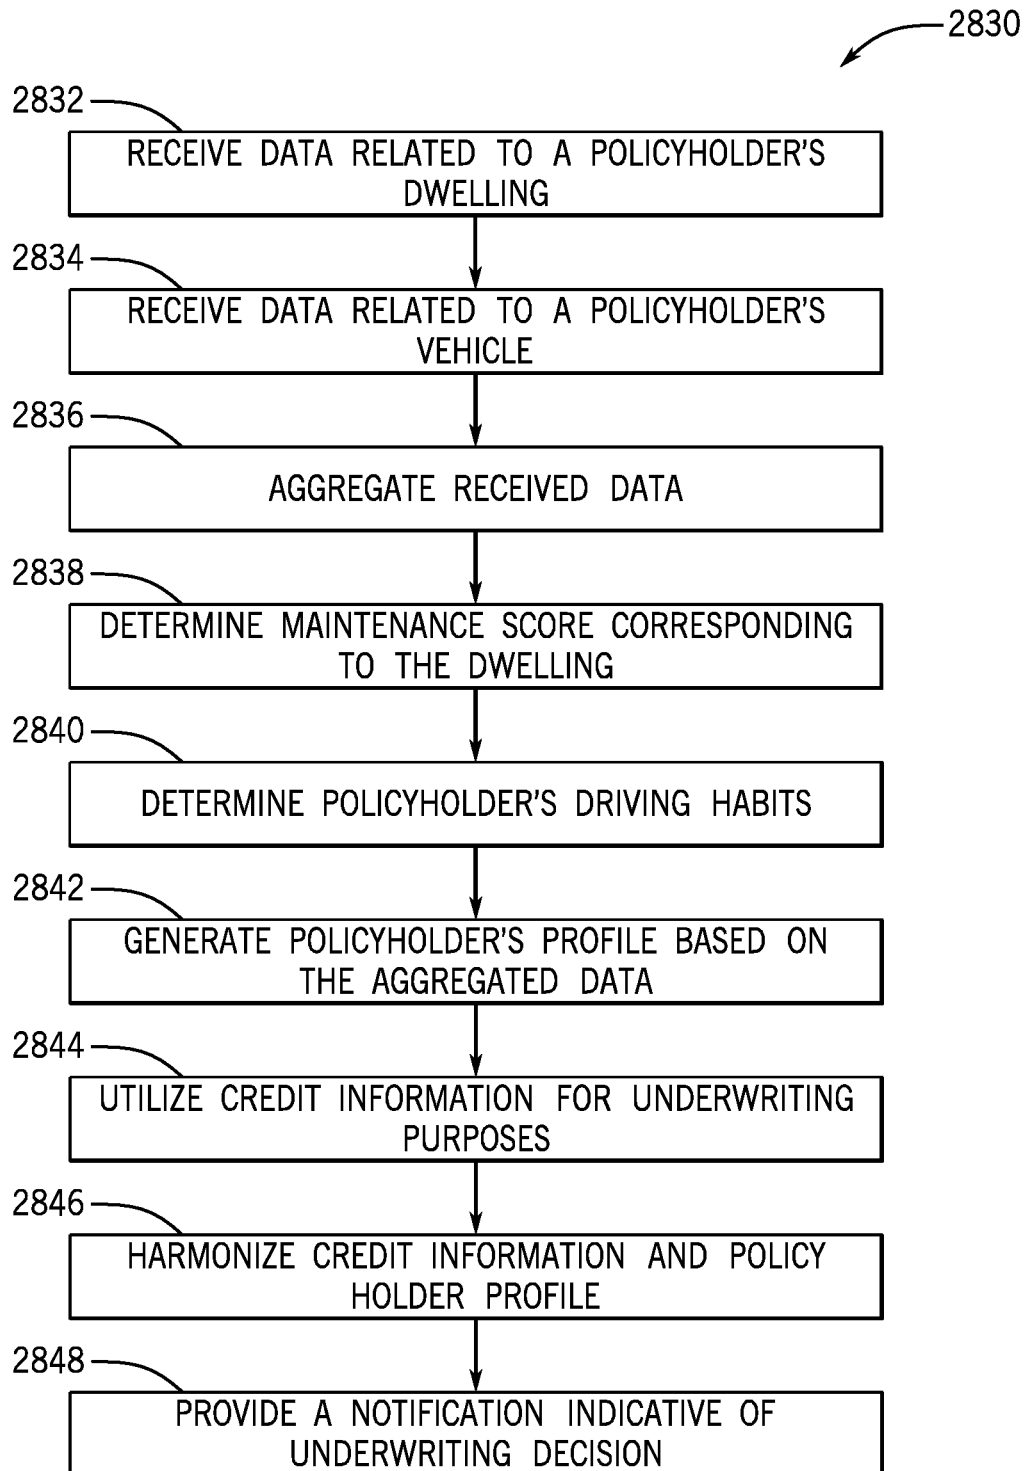 2830
2832
RECEIVE DATA RELATED TO A POLICYHOLDER'S
DWELLING
2834
RECEIVE DATA RELATED TO A POLICYHOLDER'S
VEHICLE
2836
AGGREGATE RECEIVED DATA
2838
DETERMINE MAINTENANCE SCORE CORRESPONDING
TO THE DWELLING
2840
DETERMINE POLICYHOLDER'S DRIVING HABITS
2842
GENERATE POLICYHOLDER'S PROFILE BASED ON
THE AGGREGATED DATA
2844
UTILIZE CREDIT INFORMATION FOR UNDERWRITING
PURPOSES
2846
HARMONIZE CREDIT INFORMATION AND POLICY
HOLDER PROFILE
2848
PROVIDE A NOTIFICATION INDICATIVE OF
UNDERWRITING DECISION